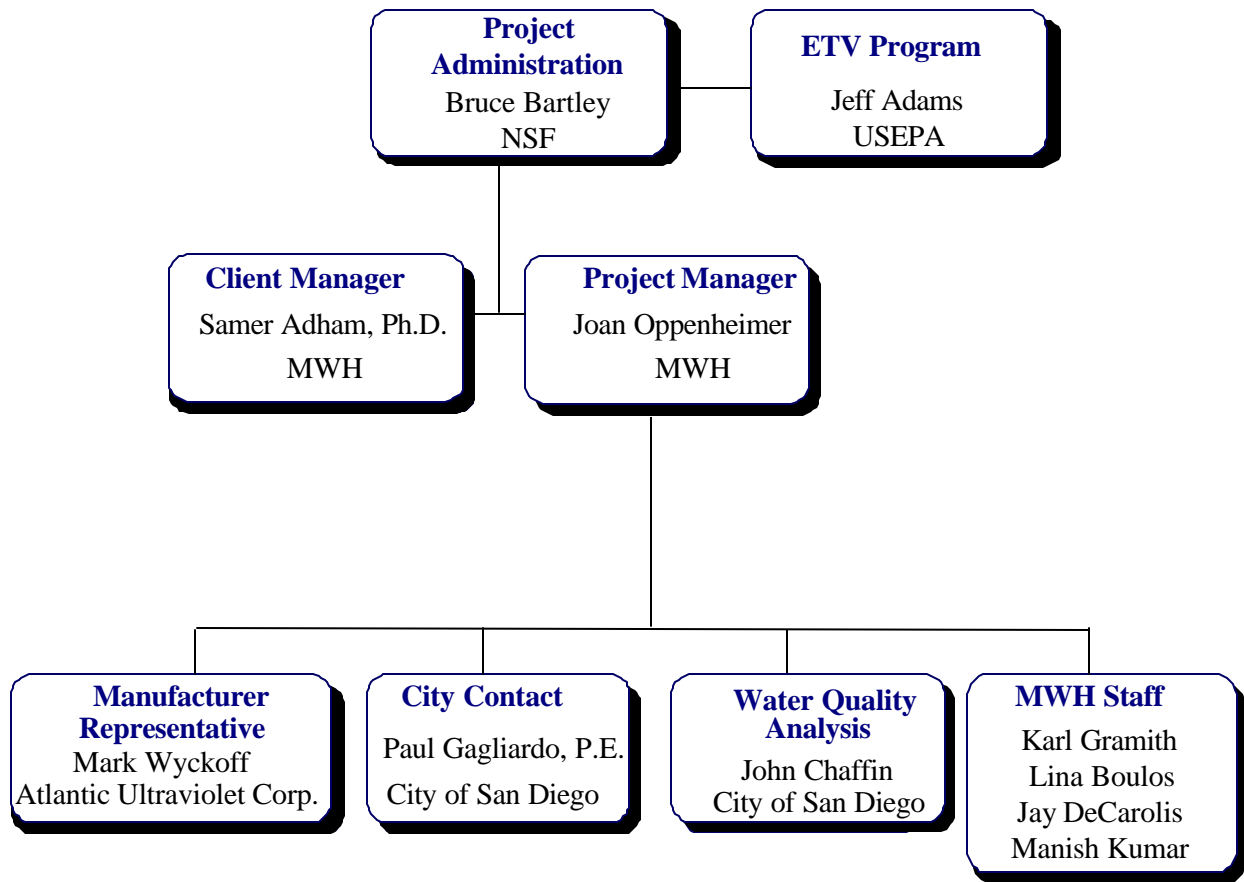 Project
Administration
Bruce Bartley
NSF
ETV Program
Jeff Adams
USEPA
Client Manager
Samer Adham, Ph.D.
MWH
Project Manager
Joan Oppenheimer
MWH
Manufacturer
Representative
Mark Wyckoff
Atlantic Ultraviolet Corp.
City Contact
Paul Gagliardo, P.E.
City of San Diego
Water Quality
Analysis
John Chaffin
City of San Diego
MWH Staff
Karl Gramith
Lina Boulos
Jay DeCarolis
Manish Kumar